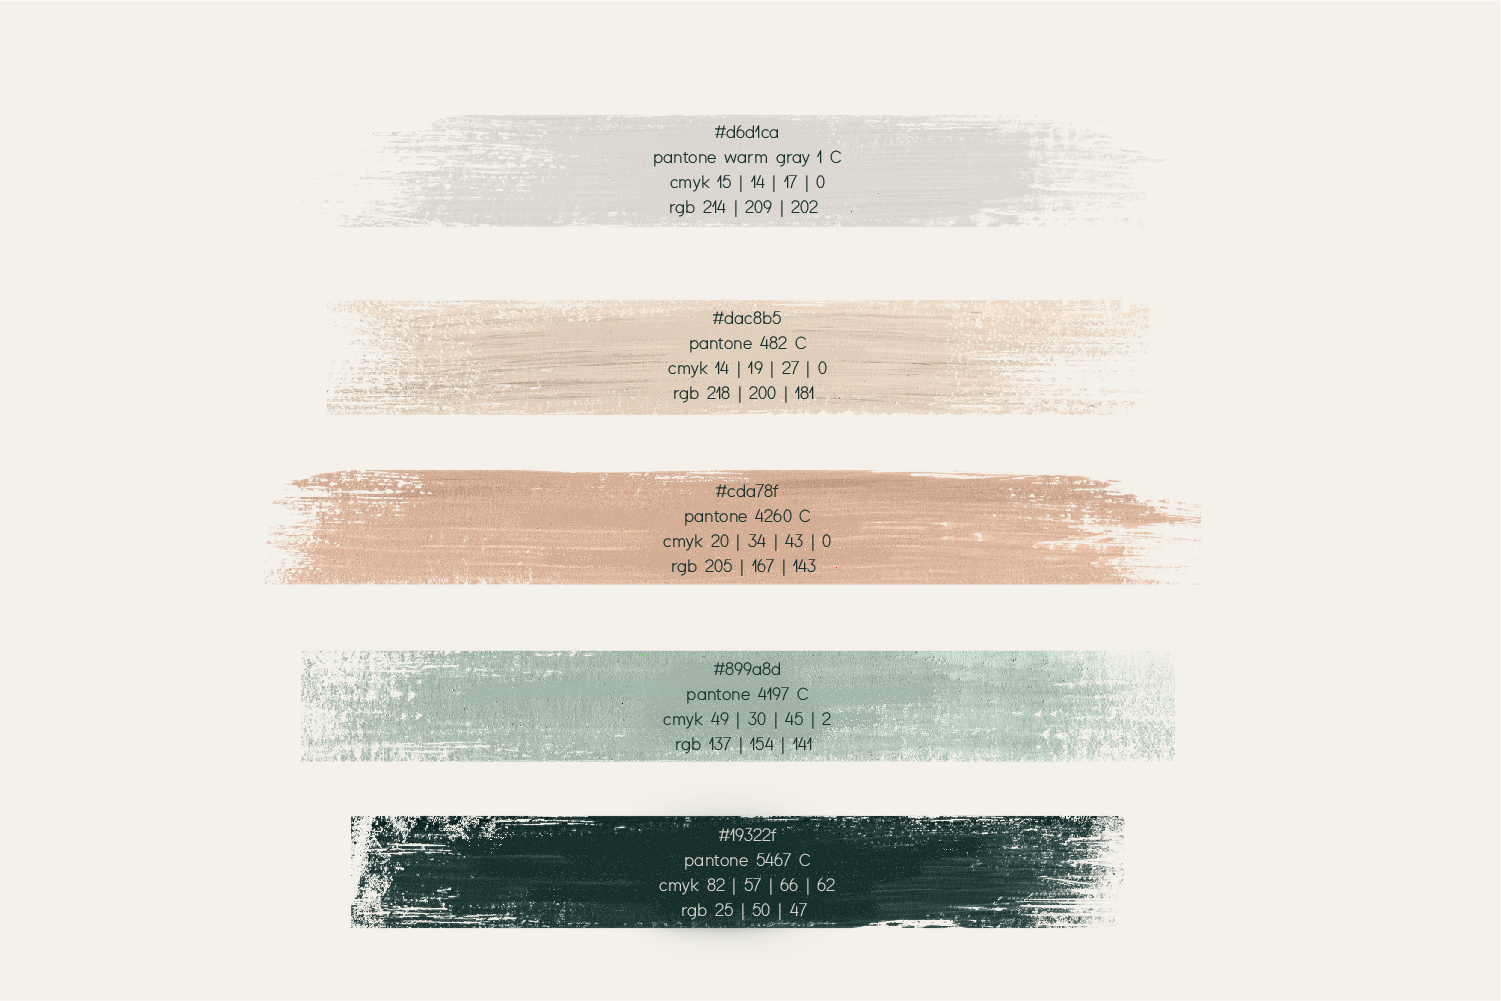 #d6d1ca
pantone warm gray 1 C
cmyk 15 | 14 | 17 | 0
rgb 214 | 209 | 202
#dac8b5
pantone 482 C
cmyk 14 | 19 | 27 | 0
rgb 218 | 200 | 181
#cda78f
pantone 4260 C
cmyk 20 | 34 | 43 | 0
rgb 205 | 167 | 143
#899a8d
pantone 4197 C
cmyk 49 | 30 | 45 | 2
rgb 137 | 154 | 141
#19322f
pantone 5467 C
cmyk 82 | 57 | 66 | 62
rgb 25 | 50 | 47